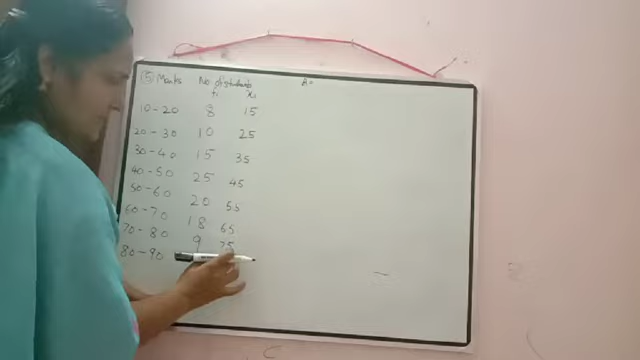 (5) Marks No of students A=
fi xi
10-20 8 15
20-30 10 25
30-40 15 35
40-50 25 45
50-60 20 55
60-70 18 65
70-80 9 75
80-90